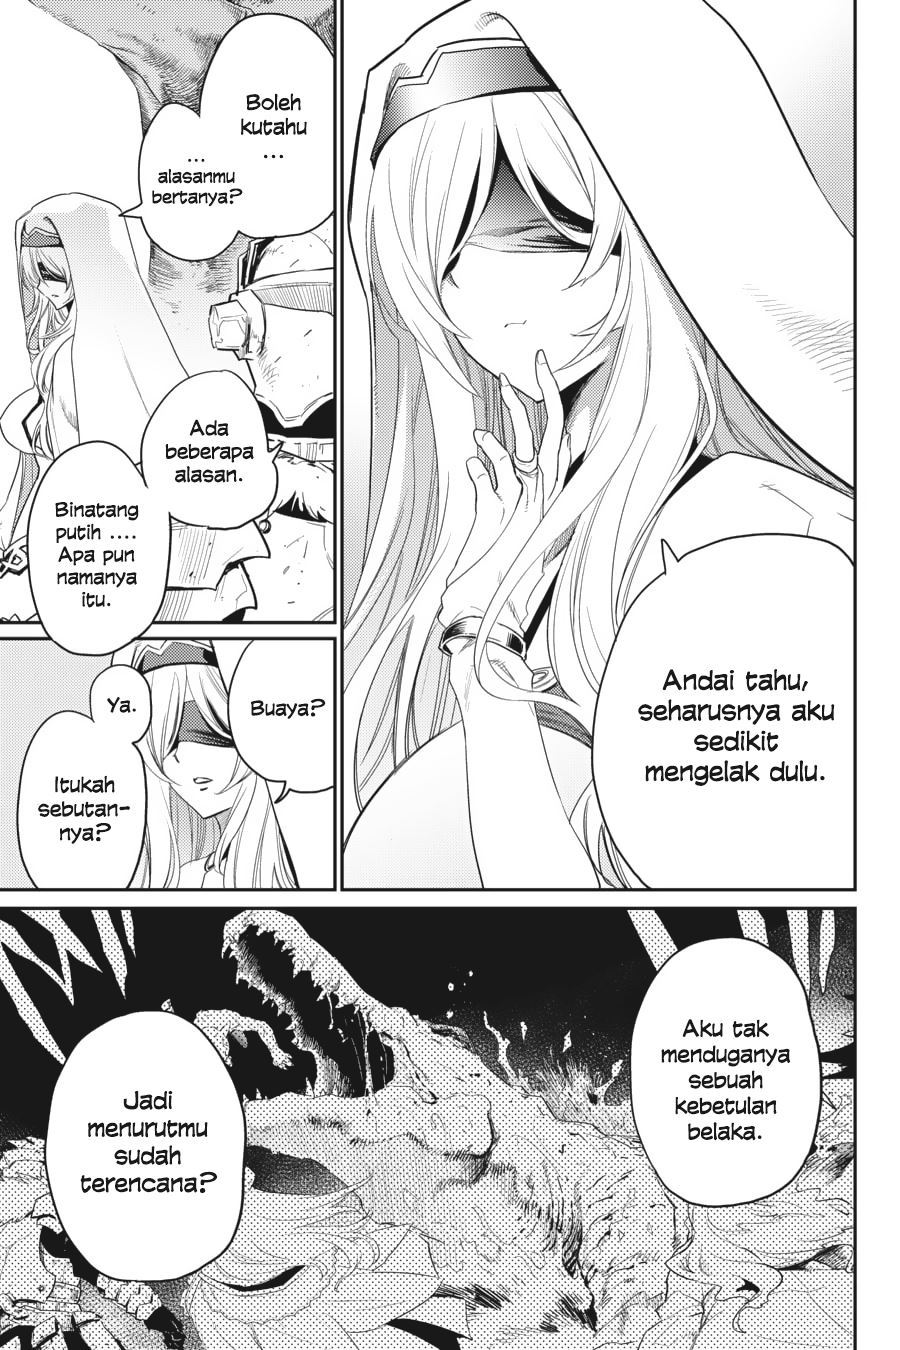 Andai tahu,
seharusnya aku
sedikit
mengelak dulu.
Boleh
kutahu
...
...
alasanmu
bertanya?
Ada
beberapa
alasan.
Binatang
putih ....
Apa pun
namanya
itu.
Buaya?
Ya.
Itukah
sebutan-
nya?
Aku tak
menduganya
sebuah
kebetulan
belaka.
Jadi
menurutmu
sudah
terencana?